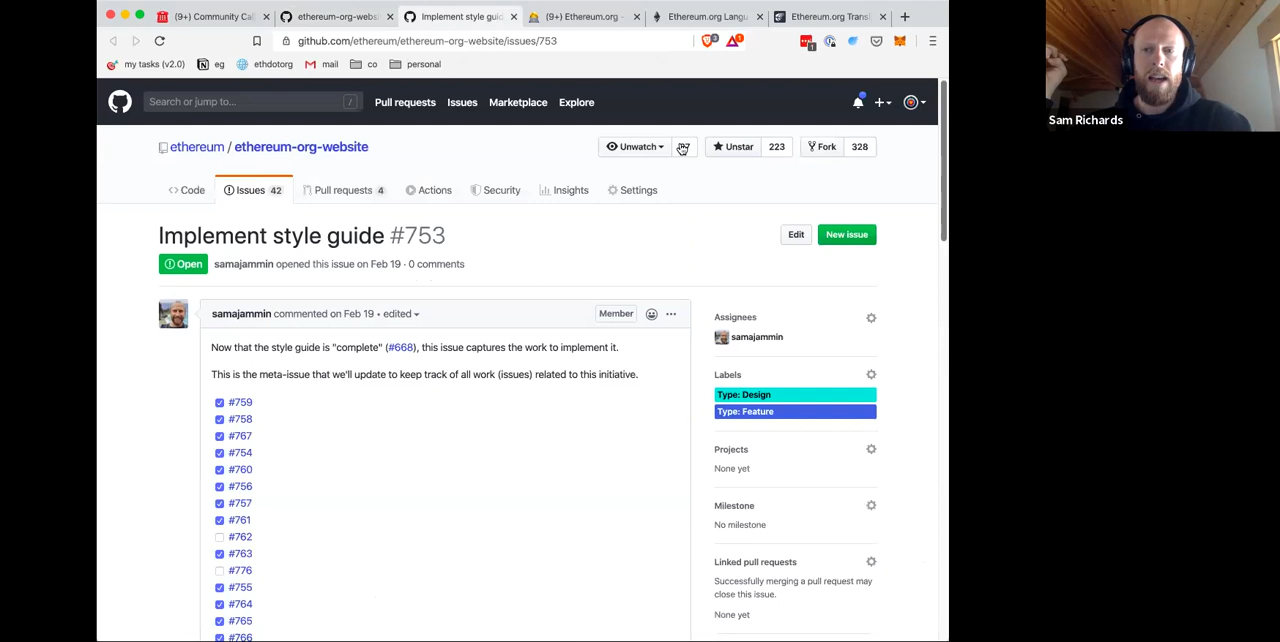 (9+) Community Cal
ethereum-org-websi
Implement style guid
(9+) Ethereum.org -
Ethereum.org Langu
Ethereum.org Transl
github.com/ethereum/ethereum-org-website/issues/753
my tasks (v2.0)
eg
ethdotorg
mail
co
personal
Search or jump to...
/
Pull requests
Issues
Marketplace
Explore
ethereum / ethereum-org-website
Unwatch
Unstar
223
Fork
328
Code
Issues 42
Pull requests 4
Actions
Security
Insights
Settings
Implement style guide #753
Edit
New issue
Open
samajammin opened this issue on Feb 19 · 0 comments
samajammin commented on Feb 19 • edited
Member
Now that the style guide is "complete" (#668), this issue captures the work to implement it.
This is the meta-issue that we'll update to keep track of all work (issues) related to this initiative.
#759
#758
#767
#754
#760
#756
#757
#761
#762
#763
#776
#755
#764
#765
#766
Assignees
samajammin
Labels
Type: Design
Type: Feature
Projects
None yet
Milestone
No milestone
Linked pull requests
Successfully merging a pull request may
close this issue.
None yet
Sam Richards